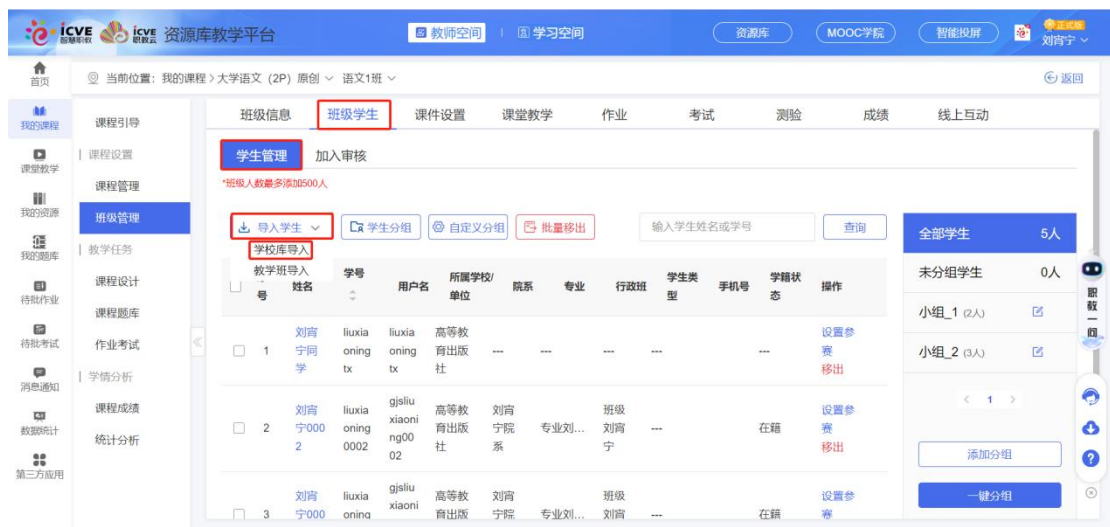 icve 智慧职教 icve 职教云 资源库教学平台
教师空间 学习空间
资源库 MOOC学院 智能投屏 正式版 刘宵宁
首页
当前位置：我的课程 > 大学语文（2P）原创 语文1班
返回
我的课程
课堂教学
我的资源
我的题库
待批作业
待批考试
消息通知
数据统计
第三方应用
课程引导
课程设置
课程管理
班级管理
教学任务
课程设计
课程题库
作业考试
学情分析
课程成绩
统计分析
班级信息 班级学生 课件设置 课堂教学 作业 考试 测验 成绩 线上互动
学生管理 加入审核
*班级人数最多添加500人
导入学生 学生分组 自定义分组 批量移出 输入学生姓名或学号 查询
学校库导入
教学班导入
号 姓名 学号 用户名 所属学校/单位 院系 专业 行政班 学生类型 手机号 学籍状态 操作
1 刘宵宁同学 liuxiaoningtx liuxiaoningtx 高等教育出版社 --- --- --- --- --- 设置参赛 移出
2 刘宵宁0002 liuxiaoning0002 gjsliuxiaoning0002 高等教育出版社 刘宵宁院系 专业刘... 班级刘宵宁 --- 在籍 设置参赛 移出
3 刘宵宁000 liuxiaoning gjsliuxiaoni 高等教育出版 刘宵宁院 专业刘... 班级刘宵 --- 在籍 设置参赛
全部学生 5人
未分组学生 0人
小组_1 (2人)
小组_2 (3人)
< 1 >
添加分组
一键分组
职教一问